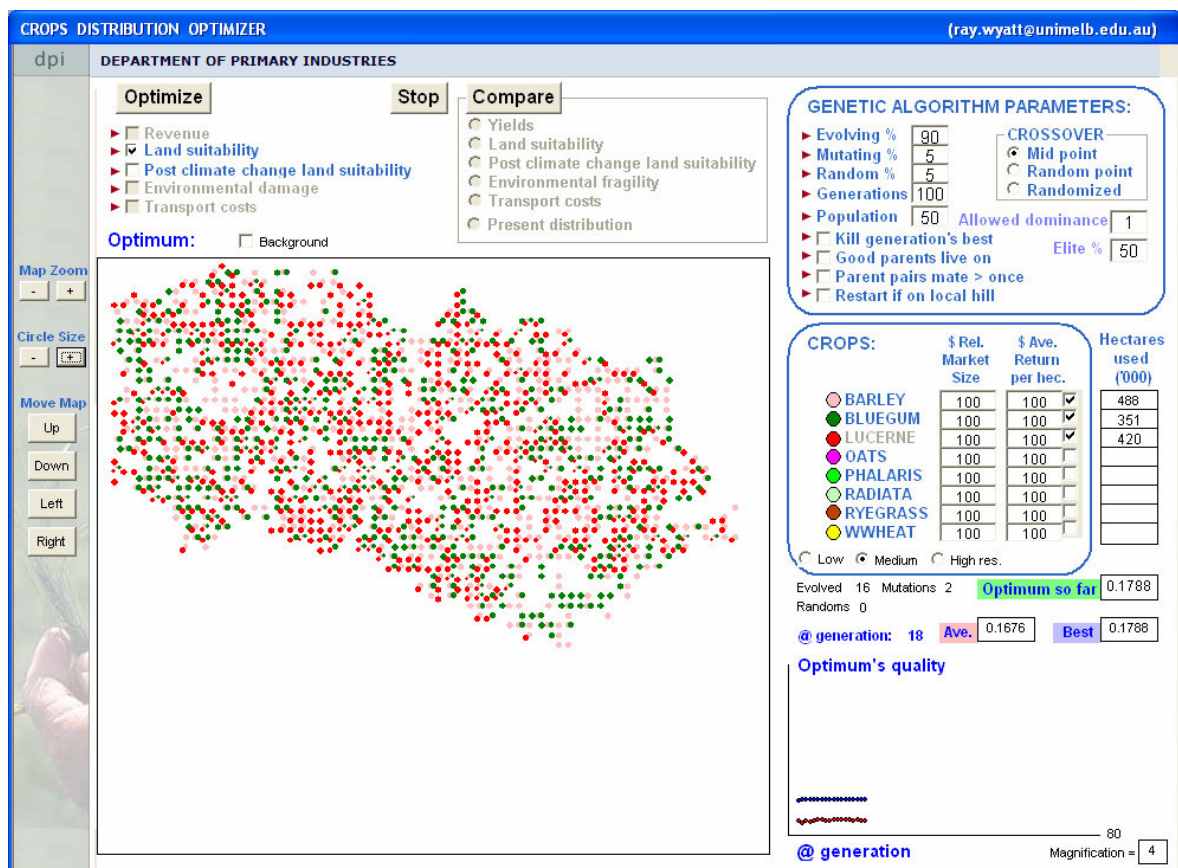 CROPS DISTRIBUTION OPTIMIZER (ray.wyatt@unimelb.edu.au)
dpi DEPARTMENT OF PRIMARY INDUSTRIES
Optimize Stop Compare
Revenue
Land suitability
Post climate change land suitability
Environmental damage
Transport costs
Yields
Land suitability
Post climate change land suitability
Environmental fragility
Transport costs
Present distribution
Optimum: Background
Map Zoom
- +
Circle Size
- +
Move Map
Up
Down
Left
Right
GENETIC ALGORITHM PARAMETERS:
Evolving % 90
Mutating % 5
Random % 5
Generations 100
Population 50
CROSSOVER
Mid point
Random point
Randomized
Allowed dominance 1
Elite % 50
Kill generation's best
Good parents live on
Parent pairs mate > once
Restart if on local hill
CROPS: $ Rel. Market Size $ Ave. Return per hec. Hectares used ('000)
BARLEY 100 100 488
BLUEGUM 100 100 351
LUCERNE 100 100 420
OATS 100 100
PHALARIS 100 100
RADIATA 100 100
RYEGRASS 100 100
WWHEAT 100 100
Low Medium High res.
Evolved 16 Mutations 2 Optimum so far 0.1788
Randoms 0
@ generation: 18 Ave. 0.1676 Best 0.1788
Optimum's quality
80
@ generation Magnification = 4